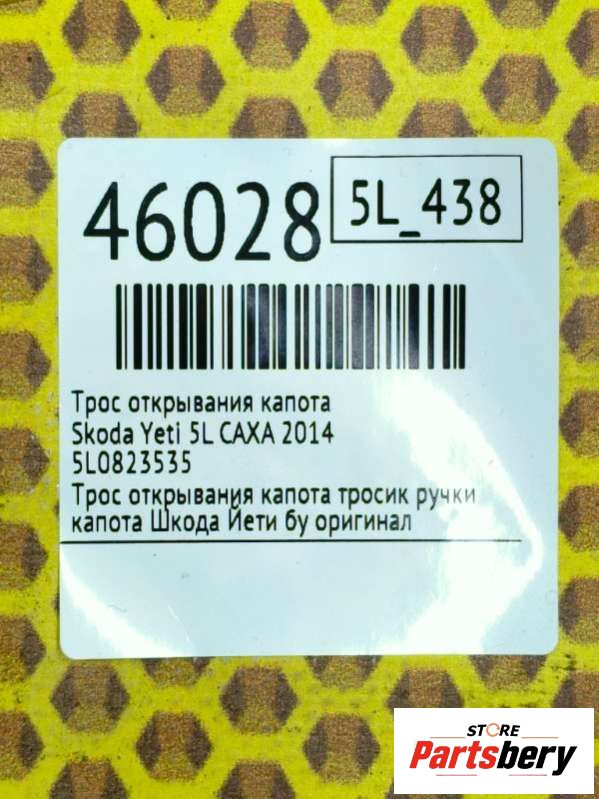 46028
5L_438
Трос открывания капота
Skoda Yeti 5L CAXA 2014
5L0823535
Трос открывания капота тросик ручки
капота Шкода Йети бу оригинал
STORE
Partsbery